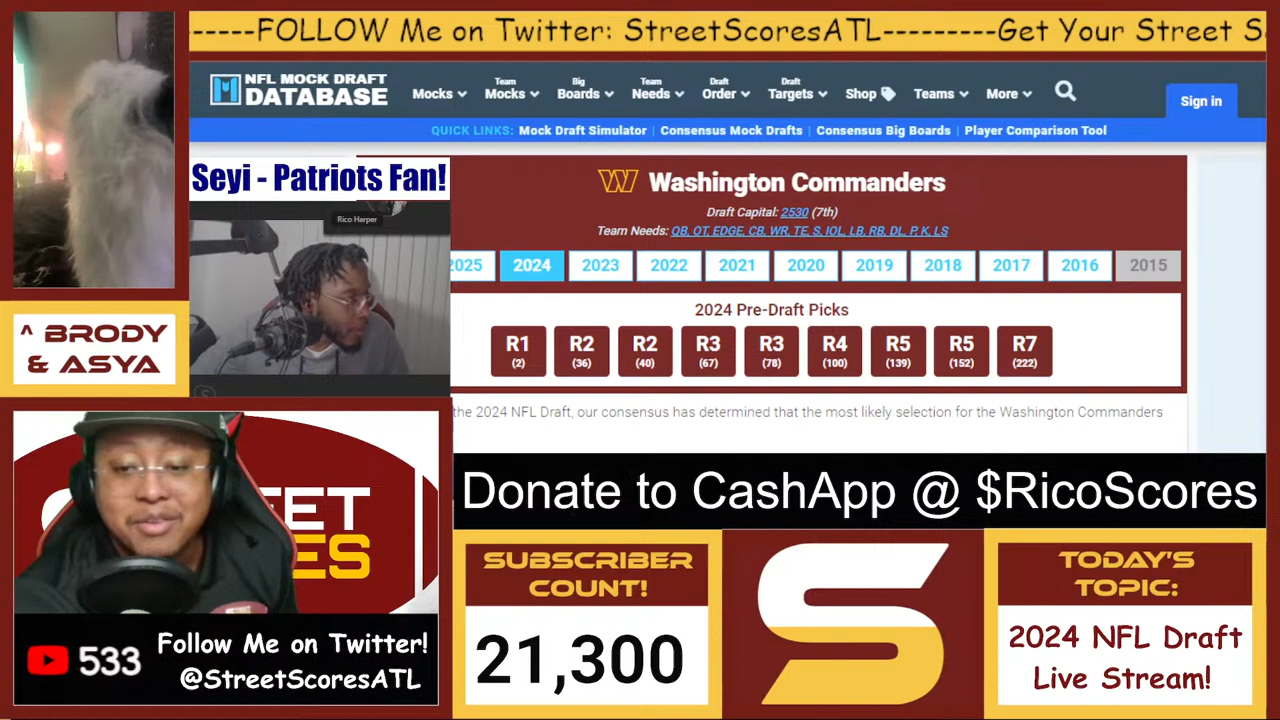 ------FOLLOW Me on Twitter: StreetScoresATL---------Get Your Street S
NFL MOCK DRAFT
DATABASE
Mocks
Team
Mocks
Big
Boards
Team
Needs
Draft
Order
Draft
Targets
Shop
Teams
More
Sign in
QUICK LINKS: Mock Draft Simulator | Consensus Mock Drafts | Consensus Big Boards | Player Comparison Tool
Seyi - Patriots Fan!
Rico Harper
W Washington Commanders
Draft Capital: 2530 (7th)
Team Needs: QB, OT, EDGE, CB, WR, TE, S, IOL, LB, RB, DL, P, K, LS
2025 2024 2023 2022 2021 2020 2019 2018 2017 2016 2015
2024 Pre-Draft Picks
R1 R2 R2 R3 R3 R4 R5 R5 R7
(2) (36) (40) (67) (78) (100) (139) (152) (222)
the 2024 NFL Draft, our consensus has determined that the most likely selection for the Washington Commanders
^ BRODY
& ASYA
Donate to CashApp @ $RicoScores
EET
ES
533
Follow Me on Twitter!
@StreetScoresATL
SUBSCRIBER
COUNT!
21,300
S
TODAY'S
TOPIC:
2024 NFL Draft
Live Stream!